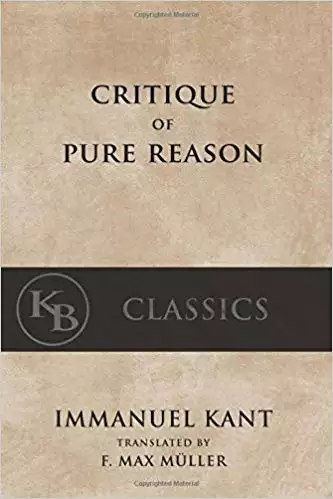 CRITIQUE
OF
PURE REASON
KB CLASSICS
IMMANUEL KANT
TRANSLATED BY
F. MAX MÜLLER